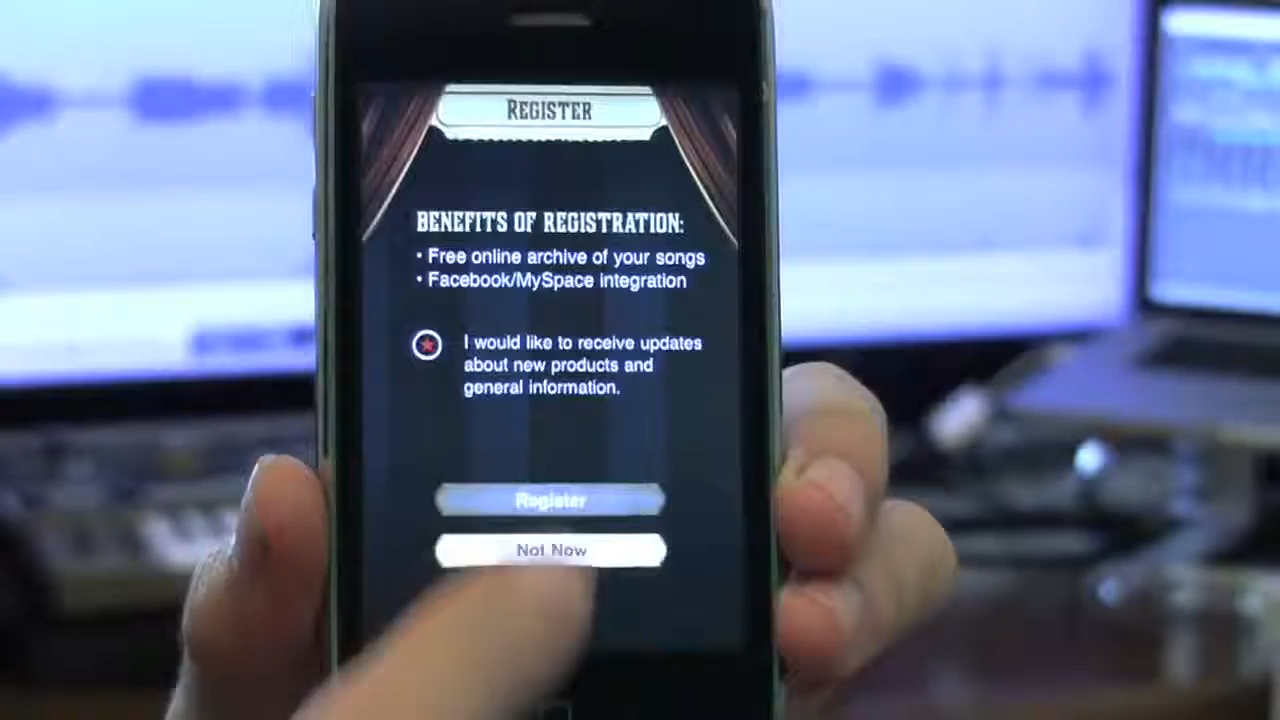 REGISTER
BENEFITS OF REGISTRATION:
• Free online archive of your songs
• Facebook/MySpace integration
I would like to receive updates
about new products and
general information.
Register
Not Now